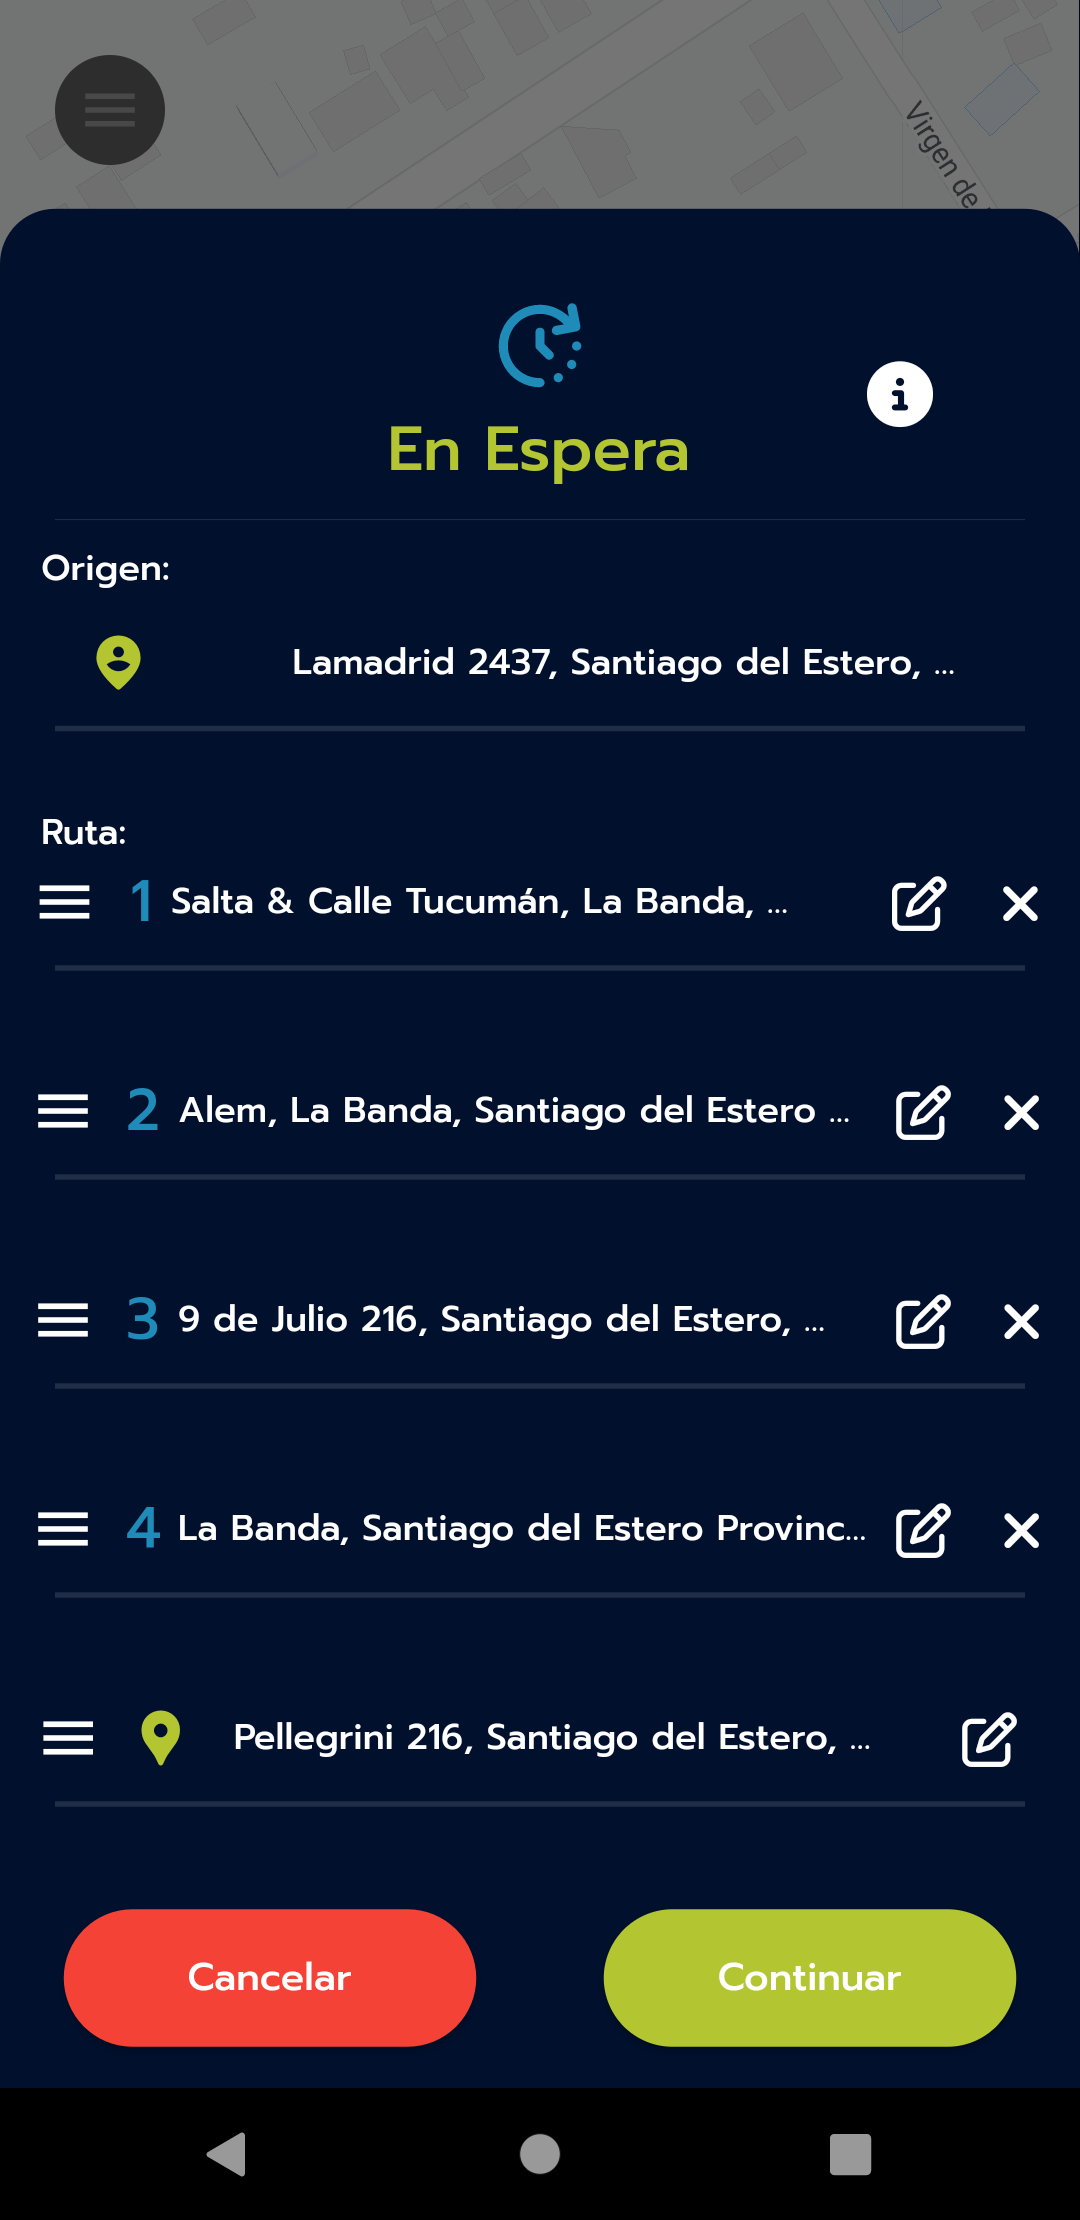 Virgen de
En Espera
Origen:
Lamadrid 2437, Santiago del Estero, ...
Ruta:
1 Salta & Calle Tucumán, La Banda, ...
2 Alem, La Banda, Santiago del Estero ...
3 9 de Julio 216, Santiago del Estero, ...
4 La Banda, Santiago del Estero Provinc...
Pellegrini 216, Santiago del Estero, ...
Cancelar
Continuar